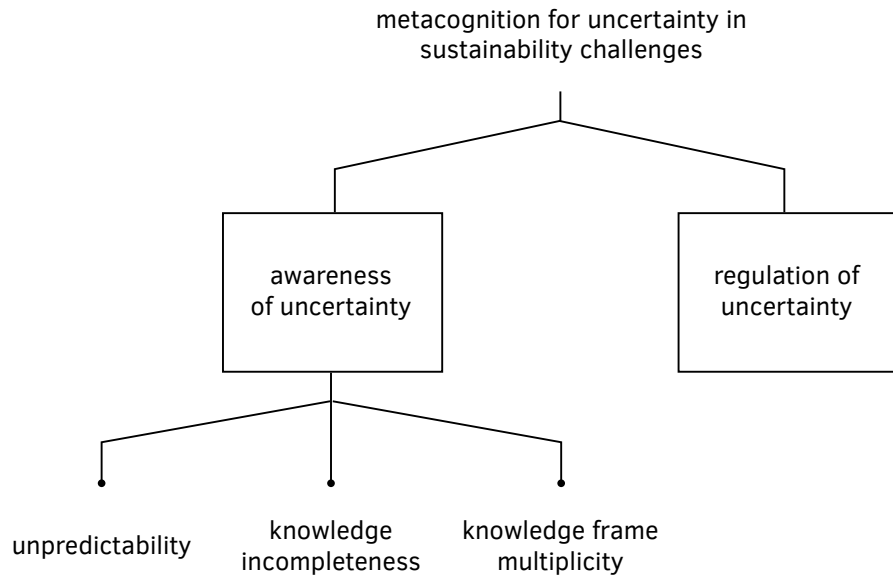 metacognition for uncertainty in
sustainability challenges
awareness
of uncertainty
regulation of
uncertainty
unpredictability
knowledge
incompleteness
knowledge frame
multiplicity